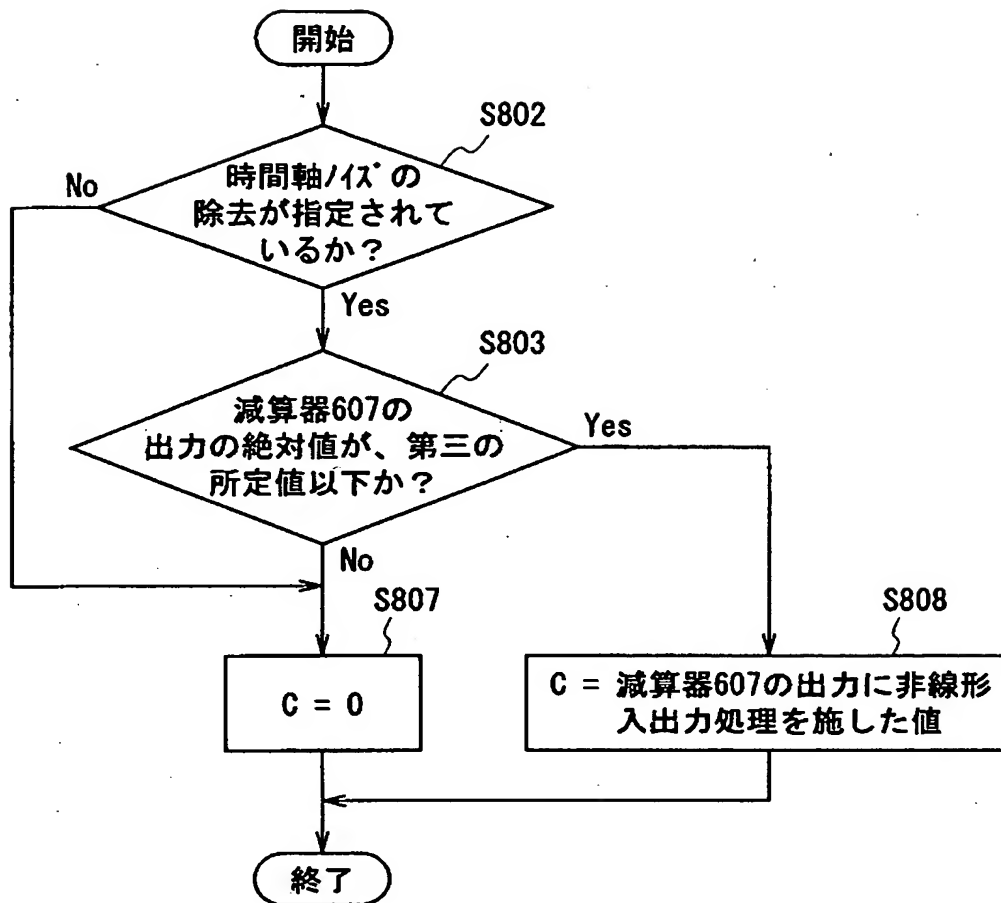 開始
S802
時間軸ノイズの
除去が指定されて
いるか？
No
Yes
S803
減算器607の
出力の絶対値が、第三の
所定値以下か？
Yes
No
S807
C = 0
S808
C = 減算器607の出力に非線形
入出力処理を施した値
終了